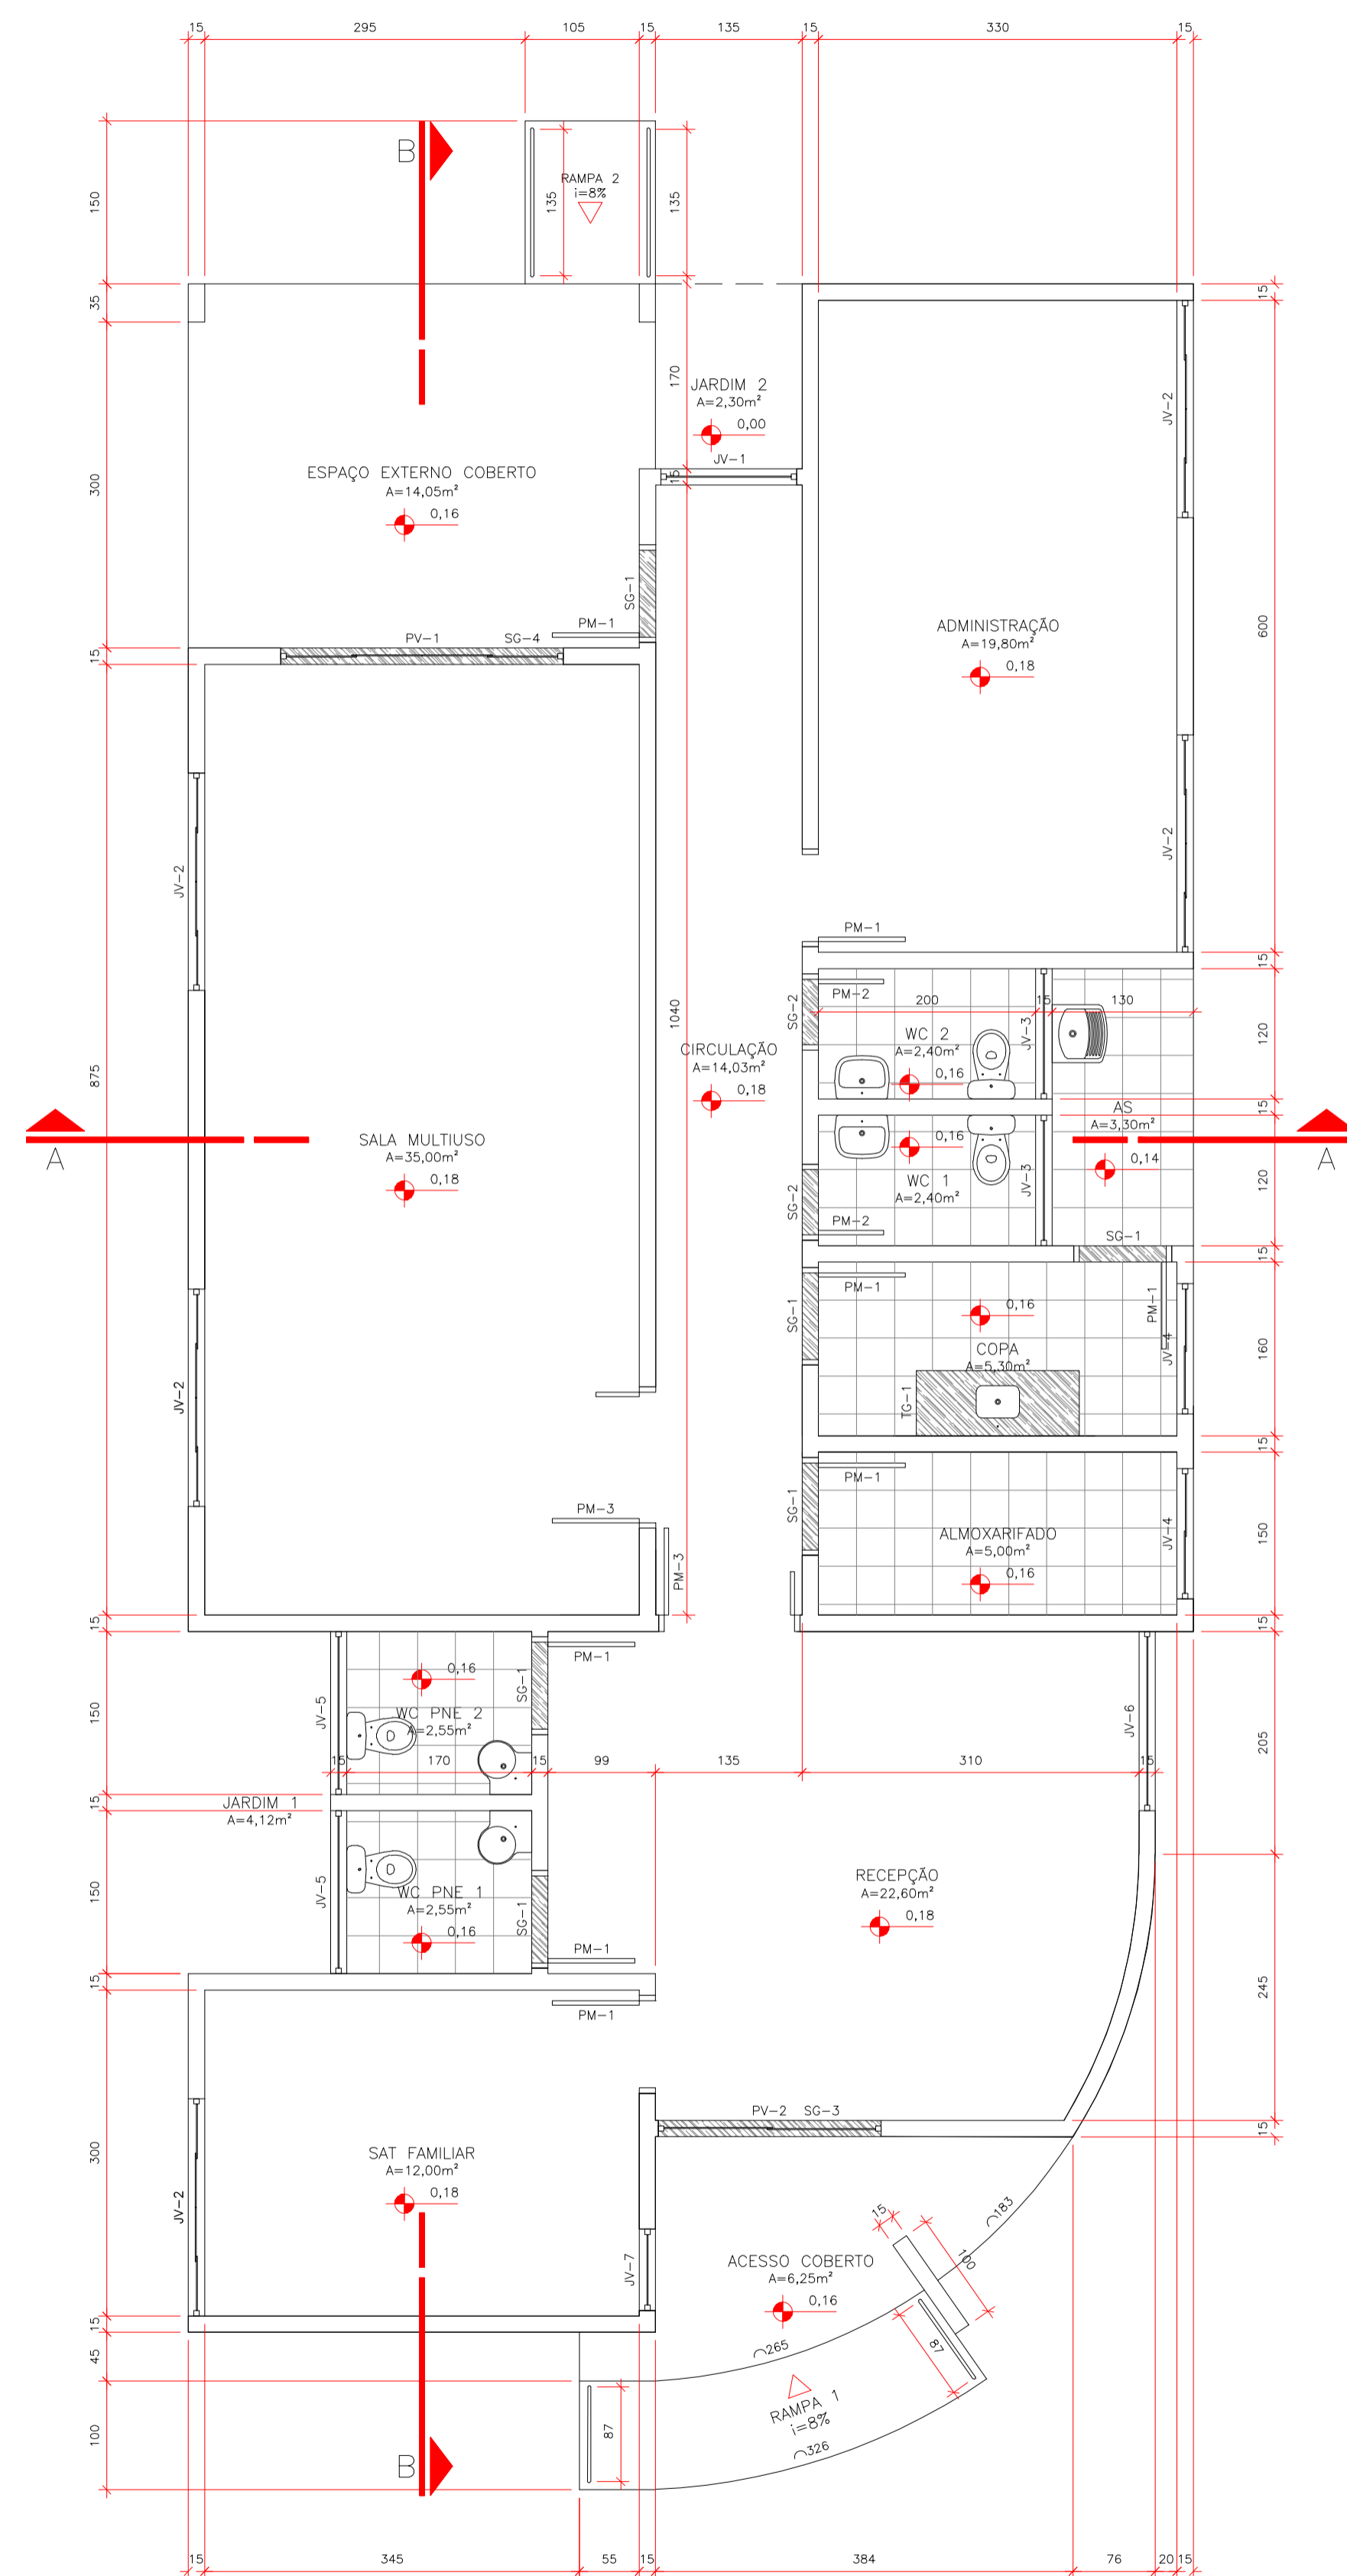 15 295 105 15 135 15 330 15
B
RAMPA 2
i=8%
135
135
150
35
15
170
JARDIM 2
A=2,30m²
0,00
JV-2
JV-1
15
300
ESPAÇO EXTERNO COBERTO
A=14,05m²
0,16
SG-1
PM-1
PV-1 SG-4
15
ADMINISTRAÇÃO
A=19,80m²
0,18
600
JV-2
JV-2
PM-1
15
PM-2
SG-2
200 15 130
WC 2
A=2,40m²
0,16
JV-3
120
1040
CIRCULAÇÃO
A=14,03m²
0,18
875
15
AS
A=3,30m²
0,14
A
A
SALA MULTIUSO
A=35,00m²
0,18
0,16
WC 1
A=2,40m²
JV-3
SG-2
PM-2
120
SG-1
15
PM-1
SG-1
PM-1
0,16
COPA
A=5,30m²
JV-4
160
TG-1
JV-2
15
PM-1
SG-1
PM-3
ALMOXARIFADO
A=5,00m²
0,16
JV-4
150
PM-3
15
15
PM-1
0,16
SG-1
WC PNE 2
A=2,55m²
JV-5
150
JV-6
205
15 170 15 99 135 310 15
15
JARDIM 1
A=4,12m²
150
JV-5
WC PNE 1
A=2,55m²
0,16
SG-1
PM-1
RECEPÇÃO
A=22,60m²
0,18
245
15
PM-1
PV-2 SG-3
15
300
SAT FAMILIAR
A=12,00m²
0,18
JV-2
JV-7
183
15
100
ACESSO COBERTO
A=6,25m²
0,16
15
45
265
87
RAMPA 1
i=8%
326
87
100
B
15 345 55 15 384 76 20 15